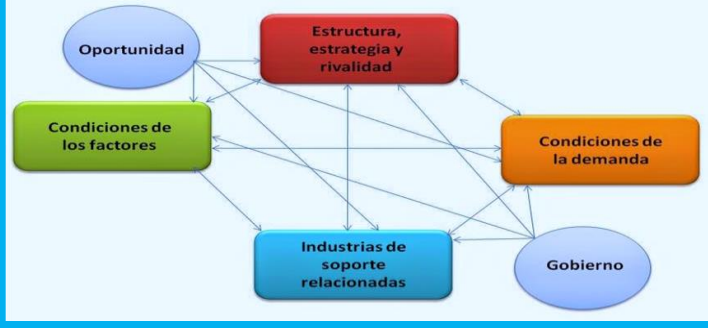 Oportunidad
Estructura,
estrategia y
rivalidad
Condiciones de
los factores
Condiciones de
la demanda
Industrias de
soporte
relacionadas
Gobierno